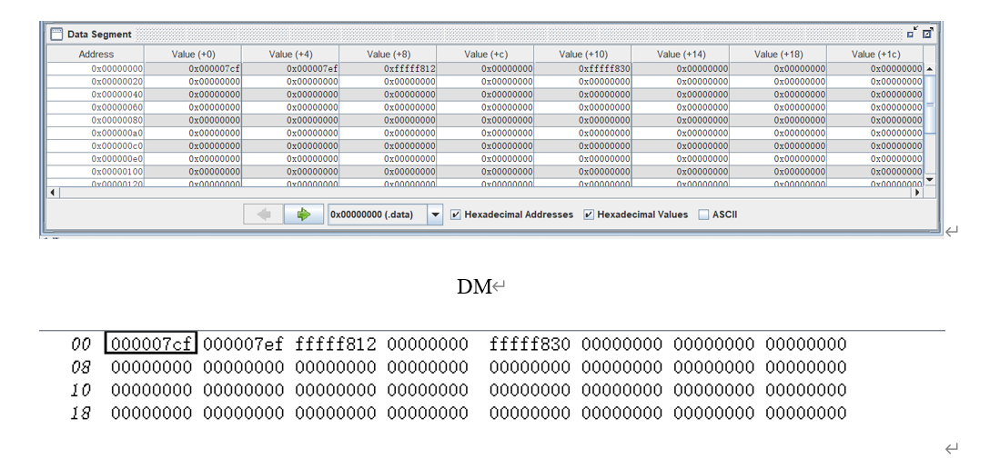 Data Segment
Address Value (+0) Value (+4) Value (+8) Value (+c) Value (+10) Value (+14) Value (+18) Value (+1c)
0x00000000 0x000007cf 0x000007ef 0xfffff812 0x00000000 0xfffff830 0x00000000 0x00000000 0x00000000
0x00000020 0x00000000 0x00000000 0x00000000 0x00000000 0x00000000 0x00000000 0x00000000 0x00000000
0x00000040 0x00000000 0x00000000 0x00000000 0x00000000 0x00000000 0x00000000 0x00000000 0x00000000
0x00000060 0x00000000 0x00000000 0x00000000 0x00000000 0x00000000 0x00000000 0x00000000 0x00000000
0x00000080 0x00000000 0x00000000 0x00000000 0x00000000 0x00000000 0x00000000 0x00000000 0x00000000
0x000000a0 0x00000000 0x00000000 0x00000000 0x00000000 0x00000000 0x00000000 0x00000000 0x00000000
0x000000c0 0x00000000 0x00000000 0x00000000 0x00000000 0x00000000 0x00000000 0x00000000 0x00000000
0x000000e0 0x00000000 0x00000000 0x00000000 0x00000000 0x00000000 0x00000000 0x00000000 0x00000000
0x00000100 0x00000000 0x00000000 0x00000000 0x00000000 0x00000000 0x00000000 0x00000000 0x00000000
0x00000120 0x00000000 0x00000000 0x00000000 0x00000000 0x00000000 0x00000000 0x00000000 0x00000000
0x00000000 (.data) Hexadecimal Addresses Hexadecimal Values ASCII
DM
00 000007cf 000007ef fffff812 00000000 fffff830 00000000 00000000 00000000
08 00000000 00000000 00000000 00000000 00000000 00000000 00000000 00000000
10 00000000 00000000 00000000 00000000 00000000 00000000 00000000 00000000
18 00000000 00000000 00000000 00000000 00000000 00000000 00000000 00000000